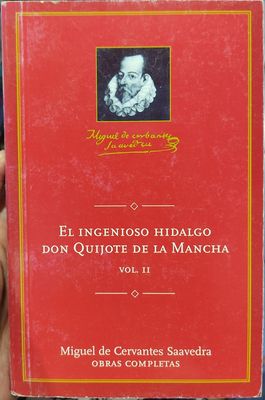 Miguel de cerbantes
Saavedra
EL INGENIOSO HIDALGO
DON QUIJOTE DE LA MANCHA
VOL. II
Miguel de Cervantes Saavedra
OBRAS COMPLETAS